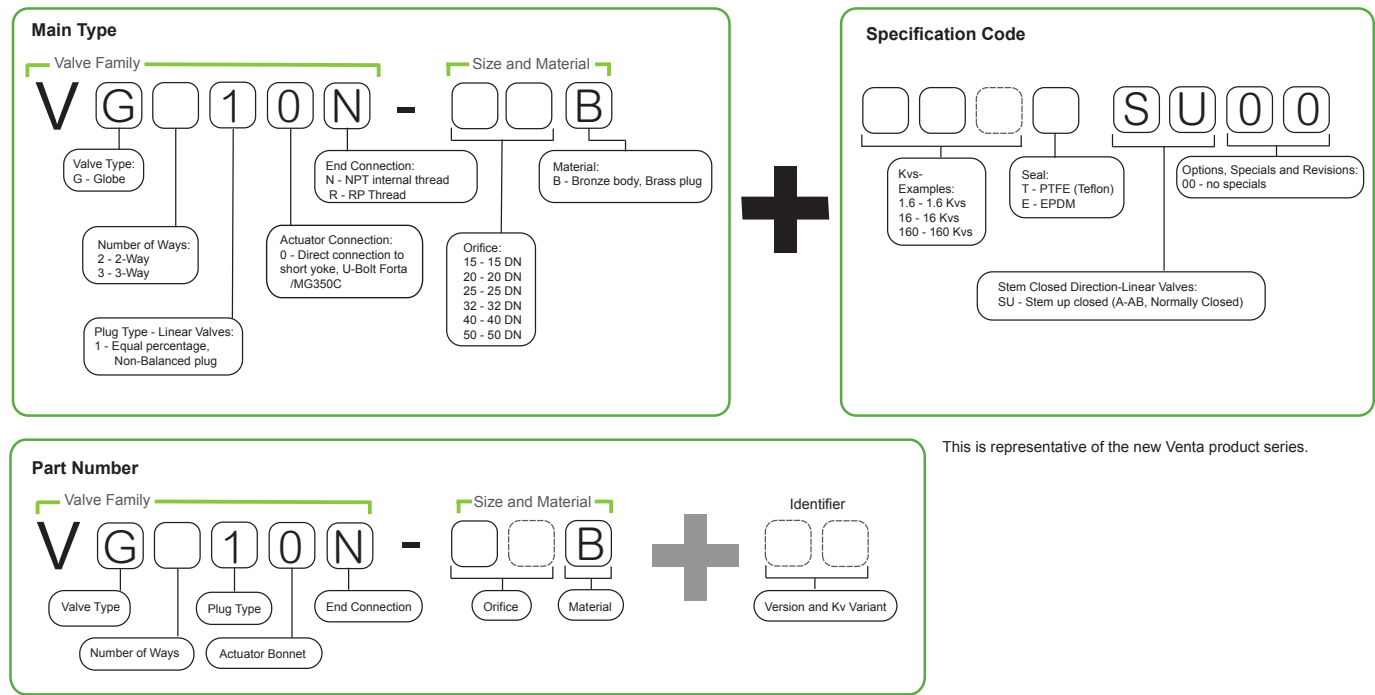 Main Type
Valve Family
Size and Material
V G 1 0 N - B
Valve Type:
G - Globe
End Connection:
N - NPT internal thread
R - RP Thread
Material:
B - Bronze body, Brass plug
Number of Ways:
2 - 2-Way
3 - 3-Way
Actuator Connection:
0 - Direct connection to
short yoke, U-Bolt Forta
/MG350C
Orifice:
15 - 15 DN
20 - 20 DN
25 - 25 DN
32 - 32 DN
40 - 40 DN
50 - 50 DN
Plug Type - Linear Valves:
1 - Equal percentage,
Non-Balanced plug
+
Specification Code
S U 0 0
Kvs-
Examples:
1.6 - 1.6 Kvs
16 - 16 Kvs
160 - 160 Kvs
Seal:
T - PTFE (Teflon)
E - EPDM
Options, Specials and Revisions:
00 - no specials
Stem Closed Direction-Linear Valves:
SU - Stem up closed (A-AB, Normally Closed)
Part Number
Valve Family
Size and Material
Identifier
V G 1 0 N - B +
Valve Type
Plug Type
End Connection
Orifice
Material
Version and Kv Variant
Number of Ways
Actuator Bonnet
This is representative of the new Venta product series.